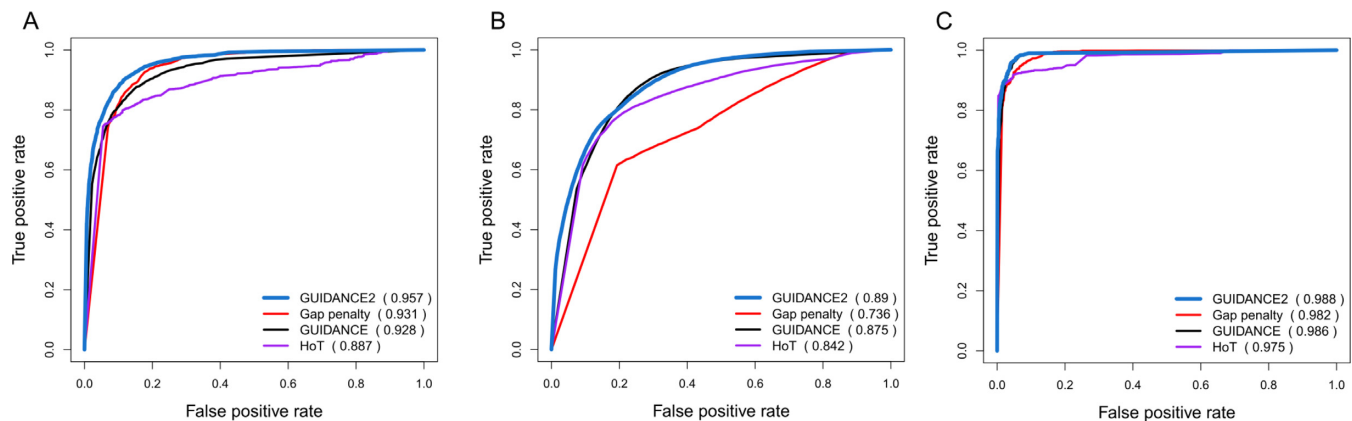 A
True positive rate
1.0
0.8
0.6
0.4
0.2
0.0
GUIDANCE2 ( 0.957 )
Gap penalty ( 0.931 )
GUIDANCE ( 0.928 )
HoT ( 0.887 )
0.0 0.2 0.4 0.6 0.8 1.0
False positive rate
B
True positive rate
1.0
0.8
0.6
0.4
0.2
0.0
GUIDANCE2 ( 0.89 )
Gap penalty ( 0.736 )
GUIDANCE ( 0.875 )
HoT ( 0.842 )
0.0 0.2 0.4 0.6 0.8 1.0
False positive rate
C
True positive rate
1.0
0.8
0.6
0.4
0.2
0.0
GUIDANCE2 ( 0.988 )
Gap penalty ( 0.982 )
GUIDANCE ( 0.986 )
HoT ( 0.975 )
0.0 0.2 0.4 0.6 0.8 1.0
False positive rate